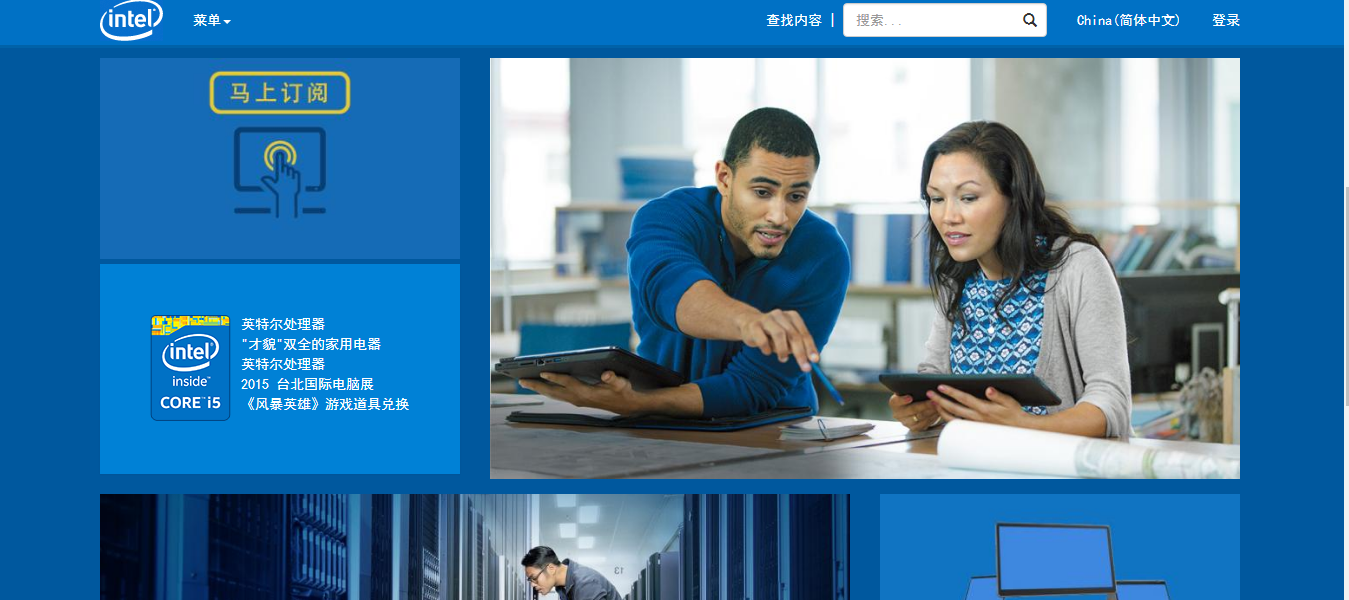 intel
菜单
查找内容 |
搜索...
China(简体中文)
登录
马上订阅
intel
inside™
CORE™ i5
英特尔处理器
"才貌"双全的家用电器
英特尔处理器
2015 台北国际电脑展
《风暴英雄》游戏道具兑换
13